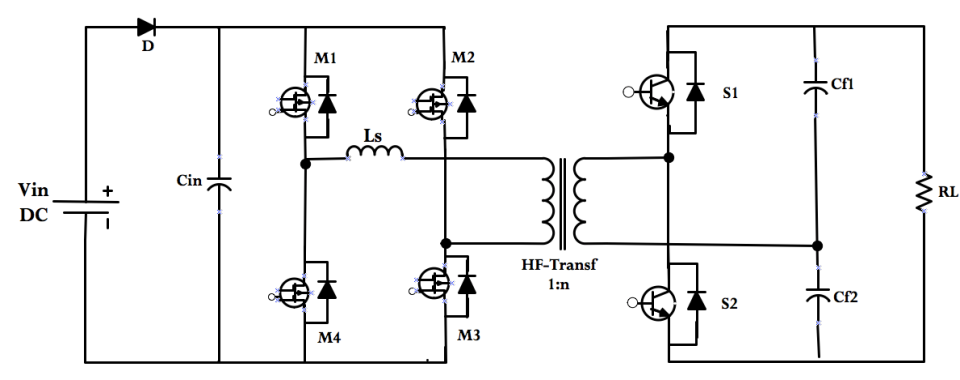 D
M1
M2
S1
Cf1
Ls
Cin
Vin
DC
+
RL
HF-Transf
1:n
S2
Cf2
M4
M3